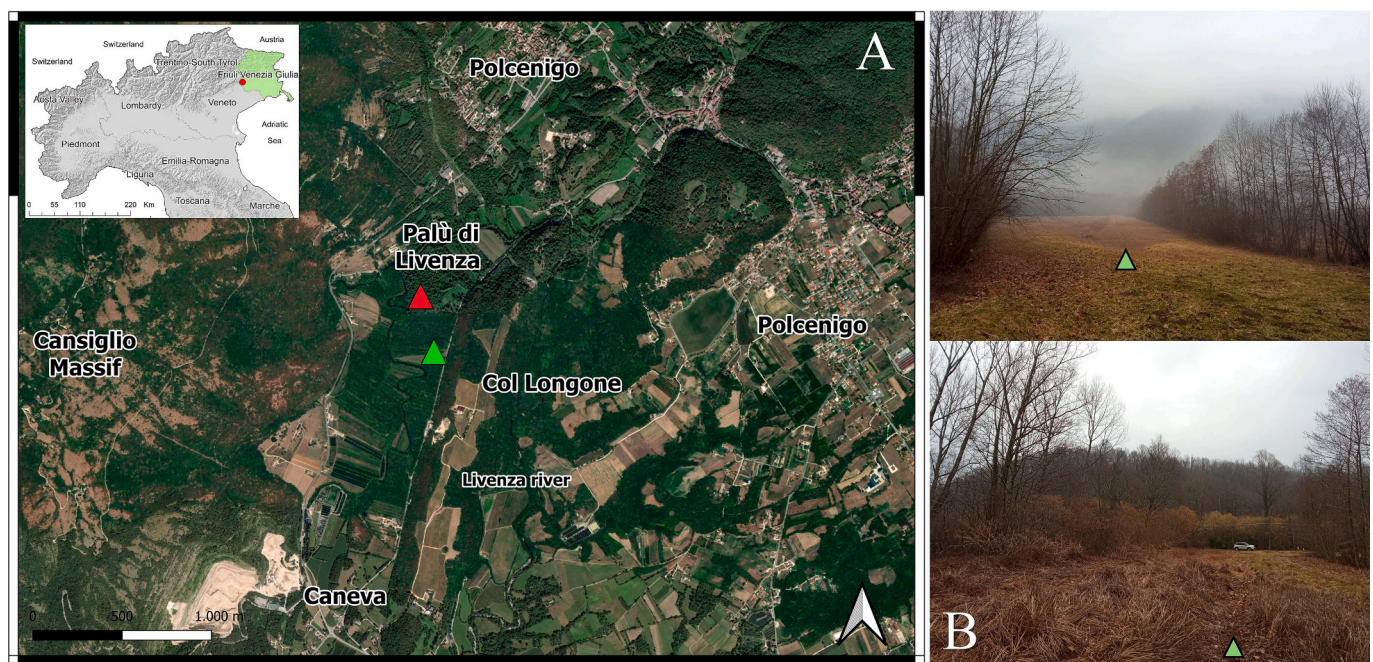 Austria
Switzerland
Switzerland
Trentino-South Tyrol
Friuli Venezia Giulia
Aosta Valley
Lombardy
Veneto
Adriatic
Sea
Piedmont
Emilia-Romagna
Liguria
Toscana
Marche
0 55 110 220 Km
A
Polcenigo
Palù di
Livenza
Cansiglio
Massif
Polcenigo
Col Longone
Livenza river
Caneva
0 500 1.000 m
B